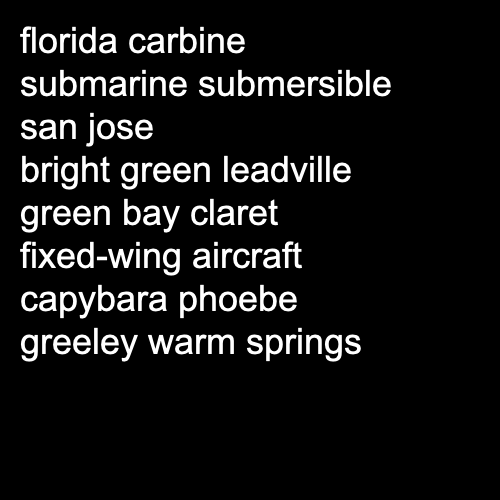 florida carbine
submarine submersible
san jose
bright green leadville
green bay claret
fixed-wing aircraft
capybara phoebe
greeley warm springs